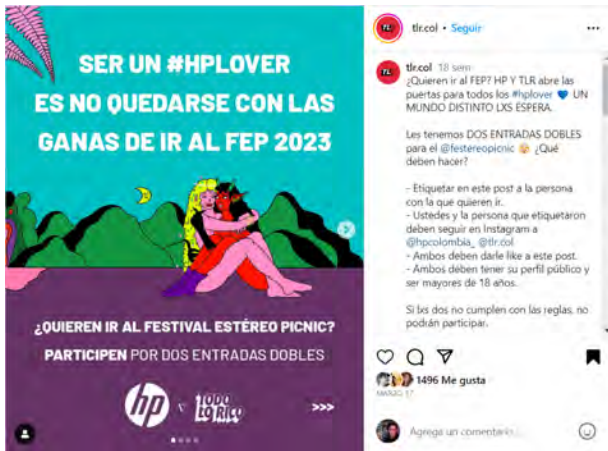 SER UN #HPLOVER
ES NO QUEDARSE CON LAS
GANAS DE IR AL FEP 2023
¿QUIEREN IR AL FESTIVAL ESTÉREO PICNIC?
PARTICIPEN POR DOS ENTRADAS DOBLES
hp
TODO
LO RICO
>>>
TLR
tlr.col • Seguir
TLR
tlr.col 18 sem
¿Quieren ir al FEP? HP Y TLR abre las
puertas para todos los #hplover 💙 UN
MUNDO DISTINTO LXS ESPERA.
Les tenemos DOS ENTRADAS DOBLES
para el @festereopicnic ¿Qué
deben hacer?
- Etiquetar en este post a la persona
con la que quieren ir.
- Ustedes y la persona que etiquetaron
deben seguir en Instagram a
@hpcolombia_ @tlr.col
- Ambos deben darle like a este post.
- Ambos deben tener su perfil público y
ser mayores de 18 años.
Si lxs dos no cumplen con las reglas, no
podrán participar.
1496 Me gusta
MARZO 17
Agrega un comentario...